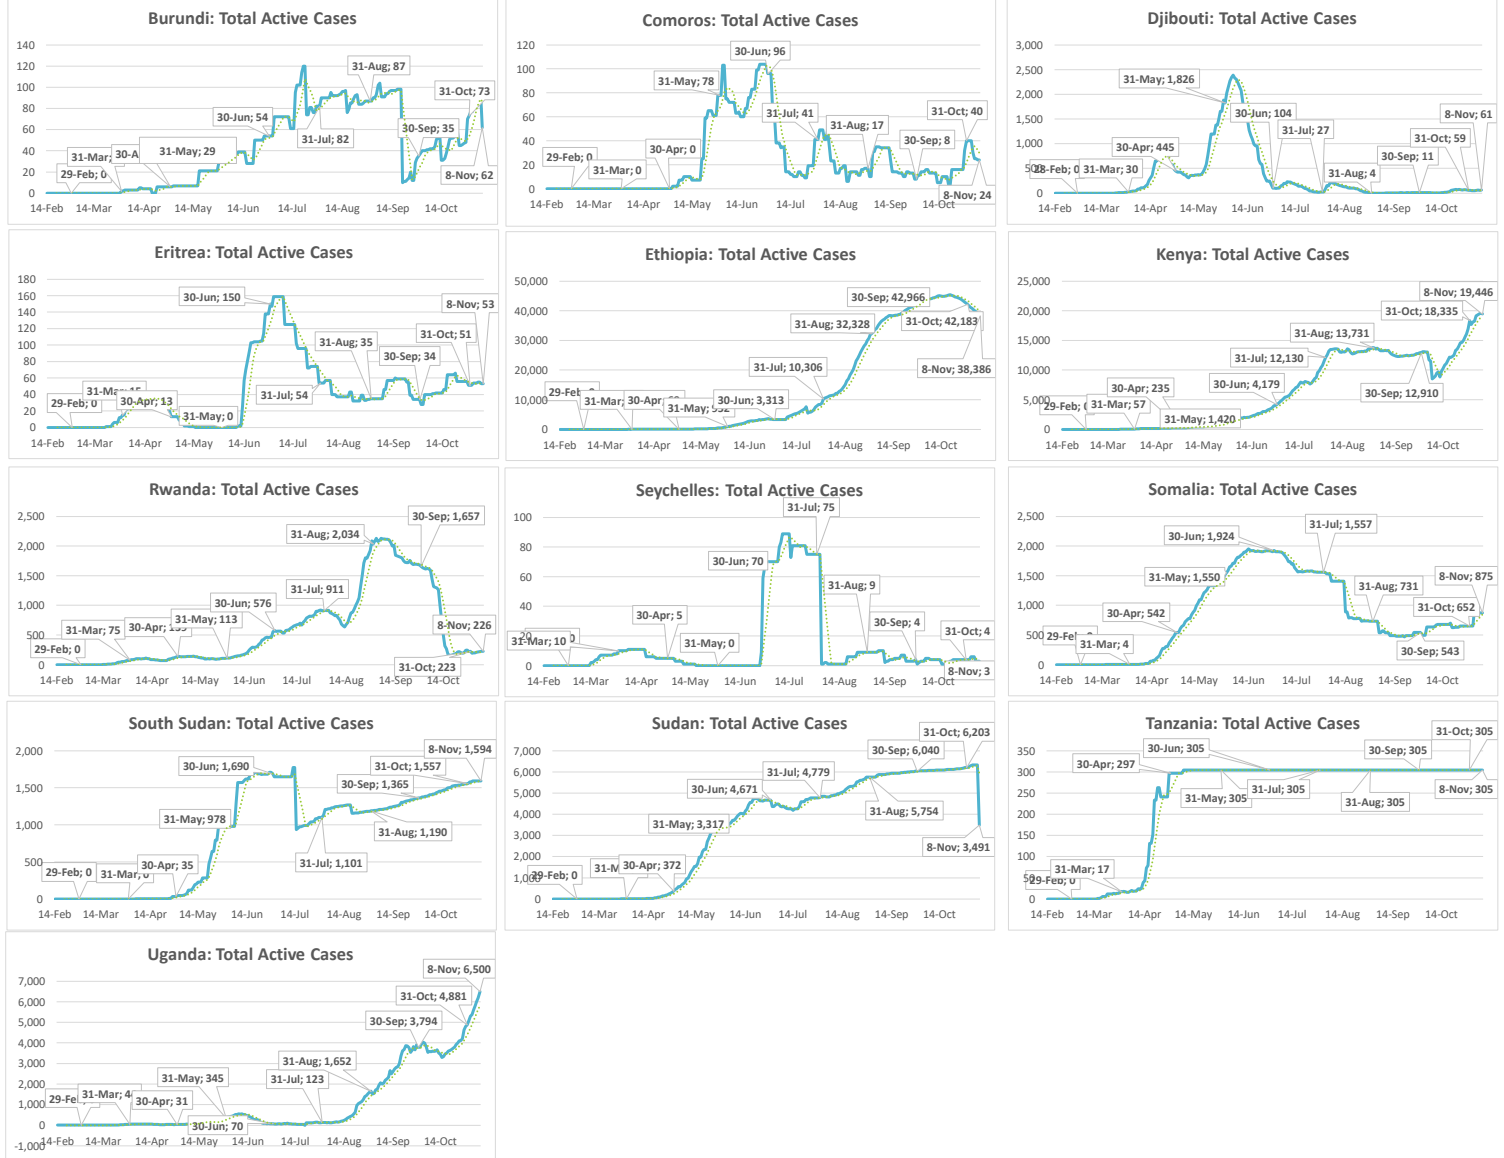 Burundi: Total Active Cases
140
120
100
80
60
40
20
0
31-Aug; 87
31-Oct; 73
30-Jun; 54
30-Sep; 35
31-Mar;
31-May; 29
31-Jul; 82
29-Feb; 0
8-Nov; 62
14-Feb 14-Mar 14-Apr 14-May 14-Jun 14-Jul 14-Aug 14-Sep 14-Oct
Comoros: Total Active Cases
120
100
80
60
40
20
0
30-Jun; 96
31-May; 78
31-Jul; 41
31-Oct; 40
31-Aug; 17
30-Sep; 8
30-Apr; 0
29-Feb; 0
31-Mar; 0
8-Nov; 24
14-Feb 14-Mar 14-Apr 14-May 14-Jun 14-Jul 14-Aug 14-Sep 14-Oct
Djibouti: Total Active Cases
3,000
2,500
2,000
1,500
1,000
500
0
31-May; 1,826
30-Jun; 104
8-Nov; 61
31-Jul; 27
31-Oct; 59
30-Apr; 445
30-Sep; 11
31-Mar; 30
31-Aug; 4
14-Feb 14-Mar 14-Apr 14-May 14-Jun 14-Jul 14-Aug 14-Sep 14-Oct
Eritrea: Total Active Cases
180
160
140
120
100
80
60
40
20
0
30-Jun; 150
8-Nov; 53
31-Oct; 51
31-Aug; 35
30-Sep; 34
31-Mar; 15
31-Jul; 54
30-Apr; 13
29-Feb; 0
31-May; 0
14-Feb 14-Mar 14-Apr 14-May 14-Jun 14-Jul 14-Aug 14-Sep 14-Oct
Ethiopia: Total Active Cases
50,000
40,000
30,000
20,000
10,000
0
30-Sep; 42,966
31-Aug; 32,328
31-Oct; 42,183
31-Jul; 10,306
8-Nov; 38,386
29-Feb;
31-Mar;
30-Apr;
30-Jun; 3,313
31-May;
14-Feb 14-Mar 14-Apr 14-May 14-Jun 14-Jul 14-Aug 14-Sep 14-Oct
Kenya: Total Active Cases
25,000
20,000
15,000
10,000
5,000
0
8-Nov; 19,446
31-Oct; 18,335
31-Aug; 13,731
31-Jul; 12,130
30-Apr; 235
30-Jun; 4,179
30-Sep; 12,910
29-Feb;
31-Mar; 57
31-May; 1,420
14-Feb 14-Mar 14-Apr 14-May 14-Jun 14-Jul 14-Aug 14-Sep 14-Oct
Rwanda: Total Active Cases
2,500
2,000
1,500
1,000
500
0
30-Sep; 1,657
31-Aug; 2,034
31-Jul; 911
30-Jun; 576
31-Mar; 75
30-Apr;
31-May; 113
8-Nov; 226
29-Feb; 0
31-Oct; 223
14-Feb 14-Mar 14-Apr 14-May 14-Jun 14-Jul 14-Aug 14-Sep 14-Oct
Seychelles: Total Active Cases
100
80
60
40
20
0
31-Jul; 75
30-Jun; 70
31-Aug; 9
30-Apr; 5
30-Sep; 4
31-Mar; 10
31-May; 0
31-Oct; 4
8-Nov; 3
14-Feb 14-Mar 14-Apr 14-May 14-Jun 14-Jul 14-Aug 14-Sep 14-Oct
Somalia: Total Active Cases
2,500
2,000
1,500
1,000
500
0
30-Jun; 1,924
31-Jul; 1,557
31-May; 1,550
8-Nov; 875
31-Aug; 731
30-Apr; 542
31-Oct; 652
31-Mar; 4
30-Sep; 543
14-Feb 14-Mar 14-Apr 14-May 14-Jun 14-Jul 14-Aug 14-Sep 14-Oct
South Sudan: Total Active Cases
2,000
1,500
1,000
500
0
8-Nov; 1,594
30-Jun; 1,690
31-Oct; 1,557
30-Sep; 1,365
31-May; 978
31-Aug; 1,190
31-Jul; 1,101
30-Apr; 35
29-Feb; 0
31-Mar;
14-Feb 14-Mar 14-Apr 14-May 14-Jun 14-Jul 14-Aug 14-Sep 14-Oct
Sudan: Total Active Cases
7,000
6,000
5,000
4,000
3,000
2,000
1,000
0
31-Oct; 6,203
30-Sep; 6,040
31-Jul; 4,779
30-Jun; 4,671
31-May; 3,317
31-Aug; 5,754
8-Nov; 3,491
29-Feb; 0
30-Apr; 372
14-Feb 14-Mar 14-Apr 14-May 14-Jun 14-Jul 14-Aug 14-Sep 14-Oct
Tanzania: Total Active Cases
350
300
250
200
150
100
50
0
31-Oct; 305
30-Jun; 305
30-Sep; 305
30-Apr; 297
31-Jul; 305
8-Nov; 305
31-May; 305
31-Aug; 305
31-Mar; 17
29-Feb; 0
14-Feb 14-Mar 14-Apr 14-May 14-Jun 14-Jul 14-Aug 14-Sep 14-Oct
Uganda: Total Active Cases
7,000
6,000
5,000
4,000
3,000
2,000
1,000
0
-1,000
8-Nov; 6,500
31-Oct; 4,881
30-Sep; 3,794
31-Aug; 1,652
31-May; 345
31-Jul; 123
31-Mar;
30-Apr; 31
30-Jun; 70
14-Feb 14-Mar 14-Apr 14-May 14-Jun 14-Jul 14-Aug 14-Sep 14-Oct